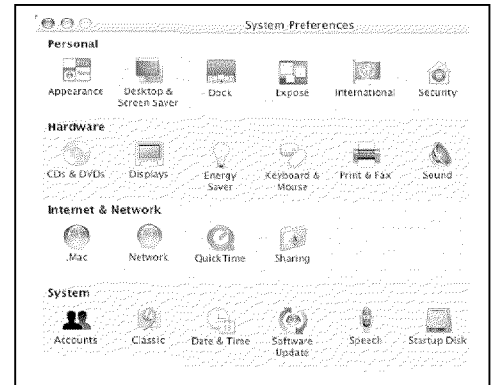 System Preferences
Personal
Appearance Desktop & Screen Saver Dock Exposé International Security
Hardware
CDs & DVDs Displays Energy Saver Keyboard & Mouse Print & Fax Sound
Internet & Network
.Mac Network QuickTime Sharing
System
Accounts Classic Date & Time Software Update Speech Startup Disk